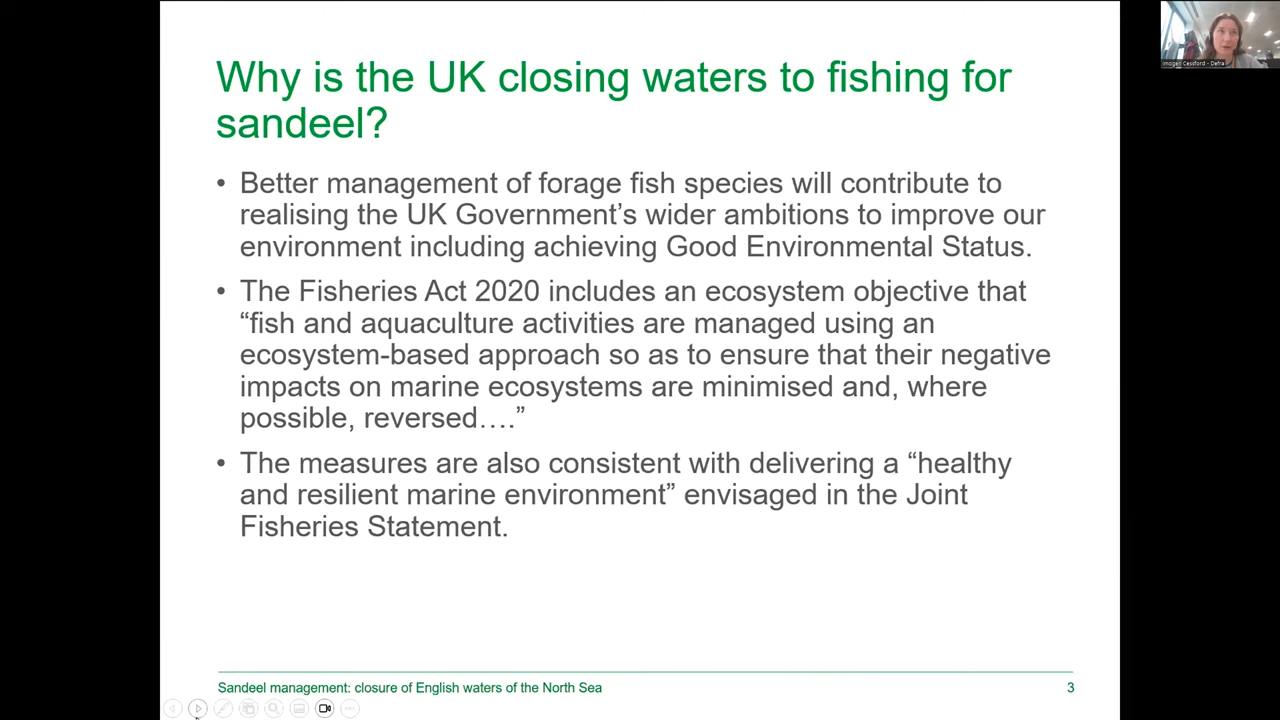 Why is the UK closing waters to fishing for
sandeel?
• Better management of forage fish species will contribute to
realising the UK Government’s wider ambitions to improve our
environment including achieving Good Environmental Status.
• The Fisheries Act 2020 includes an ecosystem objective that
“fish and aquaculture activities are managed using an
ecosystem-based approach so as to ensure that their negative
impacts on marine ecosystems are minimised and, where
possible, reversed….”
• The measures are also consistent with delivering a “healthy
and resilient marine environment” envisaged in the Joint
Fisheries Statement.
Sandeel management: closure of English waters of the North Sea
3
Imogen Cessford - Defra